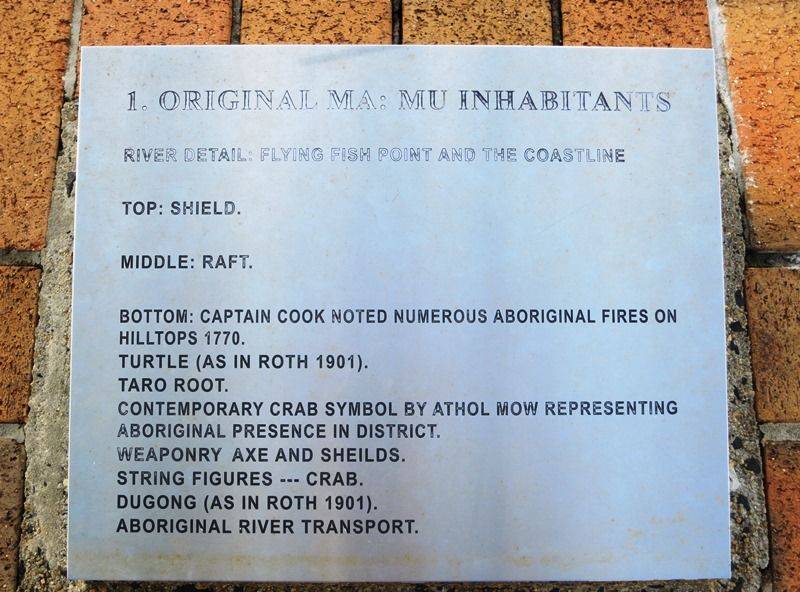 1. ORIGINAL MA: MU INHABITANTS
RIVER DETAIL: FLYING FISH POINT AND THE COASTLINE
TOP: SHIELD.
MIDDLE: RAFT.
BOTTOM: CAPTAIN COOK NOTED NUMEROUS ABORIGINAL FIRES ON
HILLTOPS 1770.
TURTLE (AS IN ROTH 1901).
TARO ROOT.
CONTEMPORARY CRAB SYMBOL BY ATHOL MOW REPRESENTING
ABORIGINAL PRESENCE IN DISTRICT.
WEAPONRY AXE AND SHEILDS.
STRING FIGURES --- CRAB.
DUGONG (AS IN ROTH 1901).
ABORIGINAL RIVER TRANSPORT.